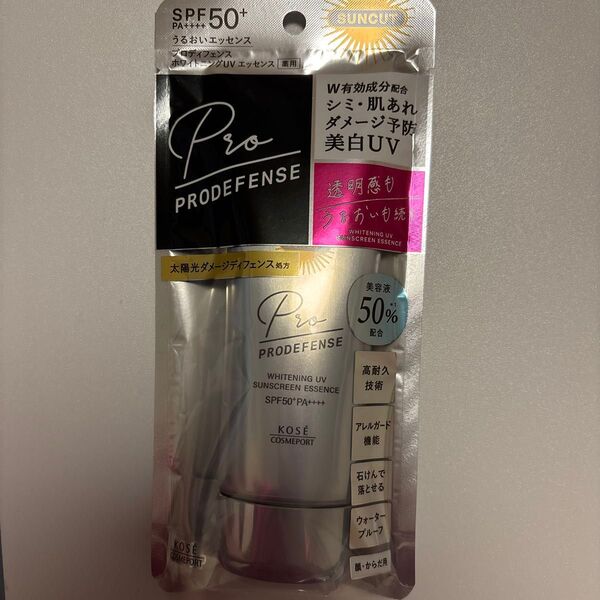 SPF50+
PA++++
うるおいエッセンス
プロディフェンス
ホワイトニングUV エッセンス 薬用
SUNCUT
W有効成分配合
シミ・肌あれ
ダメージ予防
美白UV
Pro
PRODEFENSE
透明感も
うるおいも続く
WHITENING UV
SUNSCREEN ESSENCE
太陽光ダメージディフェンス処方
美容液
50%
配合
Pro
PRODEFENSE
WHITENING UV
SUNSCREEN ESSENCE
SPF50+PA++++
KOSÉ
COSMEPORT
高耐久
技術
アレルガード
機能
石けんで
落とせる
ウォーター
プルーフ
顔・からだ用
KOSÉ
COSMEPORT